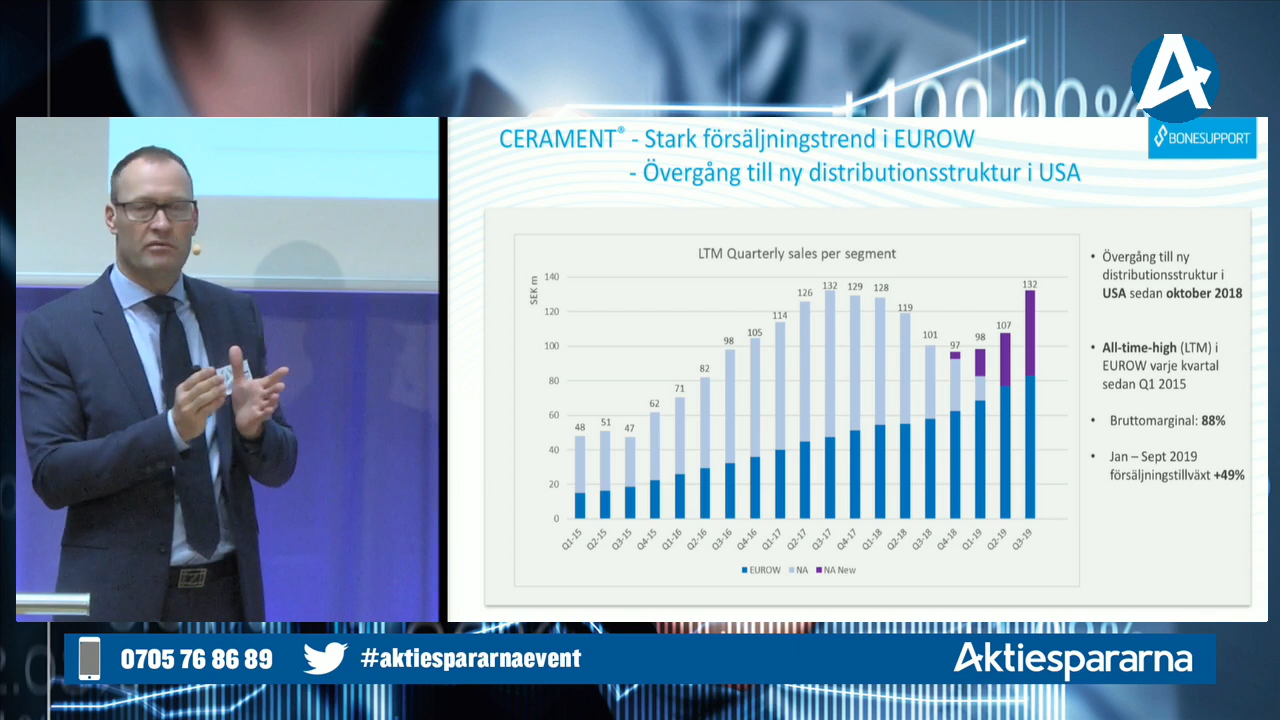 +100,00%
A
CERAMENT® - Stark försäljningstrend i EUROW
- Övergång till ny distributionsstruktur i USA
BONESUPPORT
LTM Quarterly sales per segment
SEK m
140
120
100
80
60
40
20
0
48
51
47
62
71
82
98
105
114
126
132
129
128
119
101
97
98
107
132
Q1-15
Q2-15
Q3-15
Q4-15
Q1-16
Q2-16
Q3-16
Q4-16
Q1-17
Q2-17
Q3-17
Q4-17
Q1-18
Q2-18
Q3-18
Q4-18
Q1-19
Q2-19
Q3-19
EUROW NA NA New
• Övergång till ny
distributionsstruktur i
USA sedan oktober 2018
• All-time-high (LTM) i
EUROW varje kvartal
sedan Q1 2015
• Bruttomarginal: 88%
• Jan – Sept 2019
försäljningstillväxt +49%
0705 76 86 89
#aktiespararnaevent
Aktiespararna